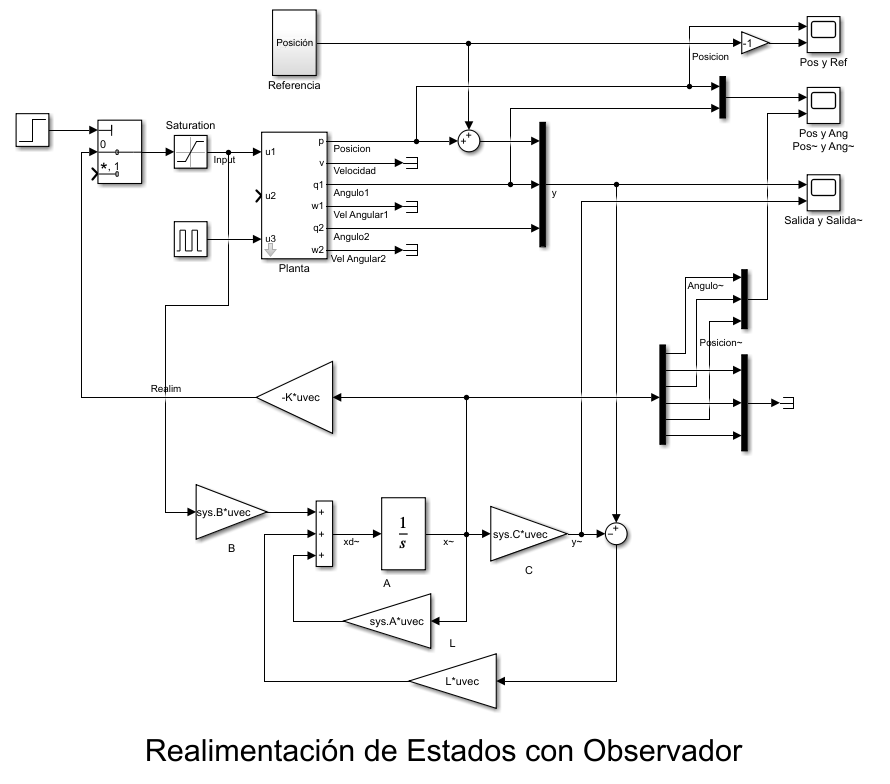 Posición
Referencia
Posicion
-1
Pos y Ref
Saturation
0
*, 1
Input
u1
u2
u3
p
v
q1
w1
q2
w2
Planta
Posicion
Velocidad
Angulo1
Vel Angular1
Angulo2
Vel Angular2
+
+
y
Pos y Ang
Pos~ y Ang~
Salida y Salida~
Angulo~
Posicion~
Realim
-K*uvec
sys.B*uvec
B
+
+
+
xd~
1
s
A
x~
sys.C*uvec
C
y~
+
−
sys.A*uvec
L
L*uvec
Realimentación de Estados con Observador